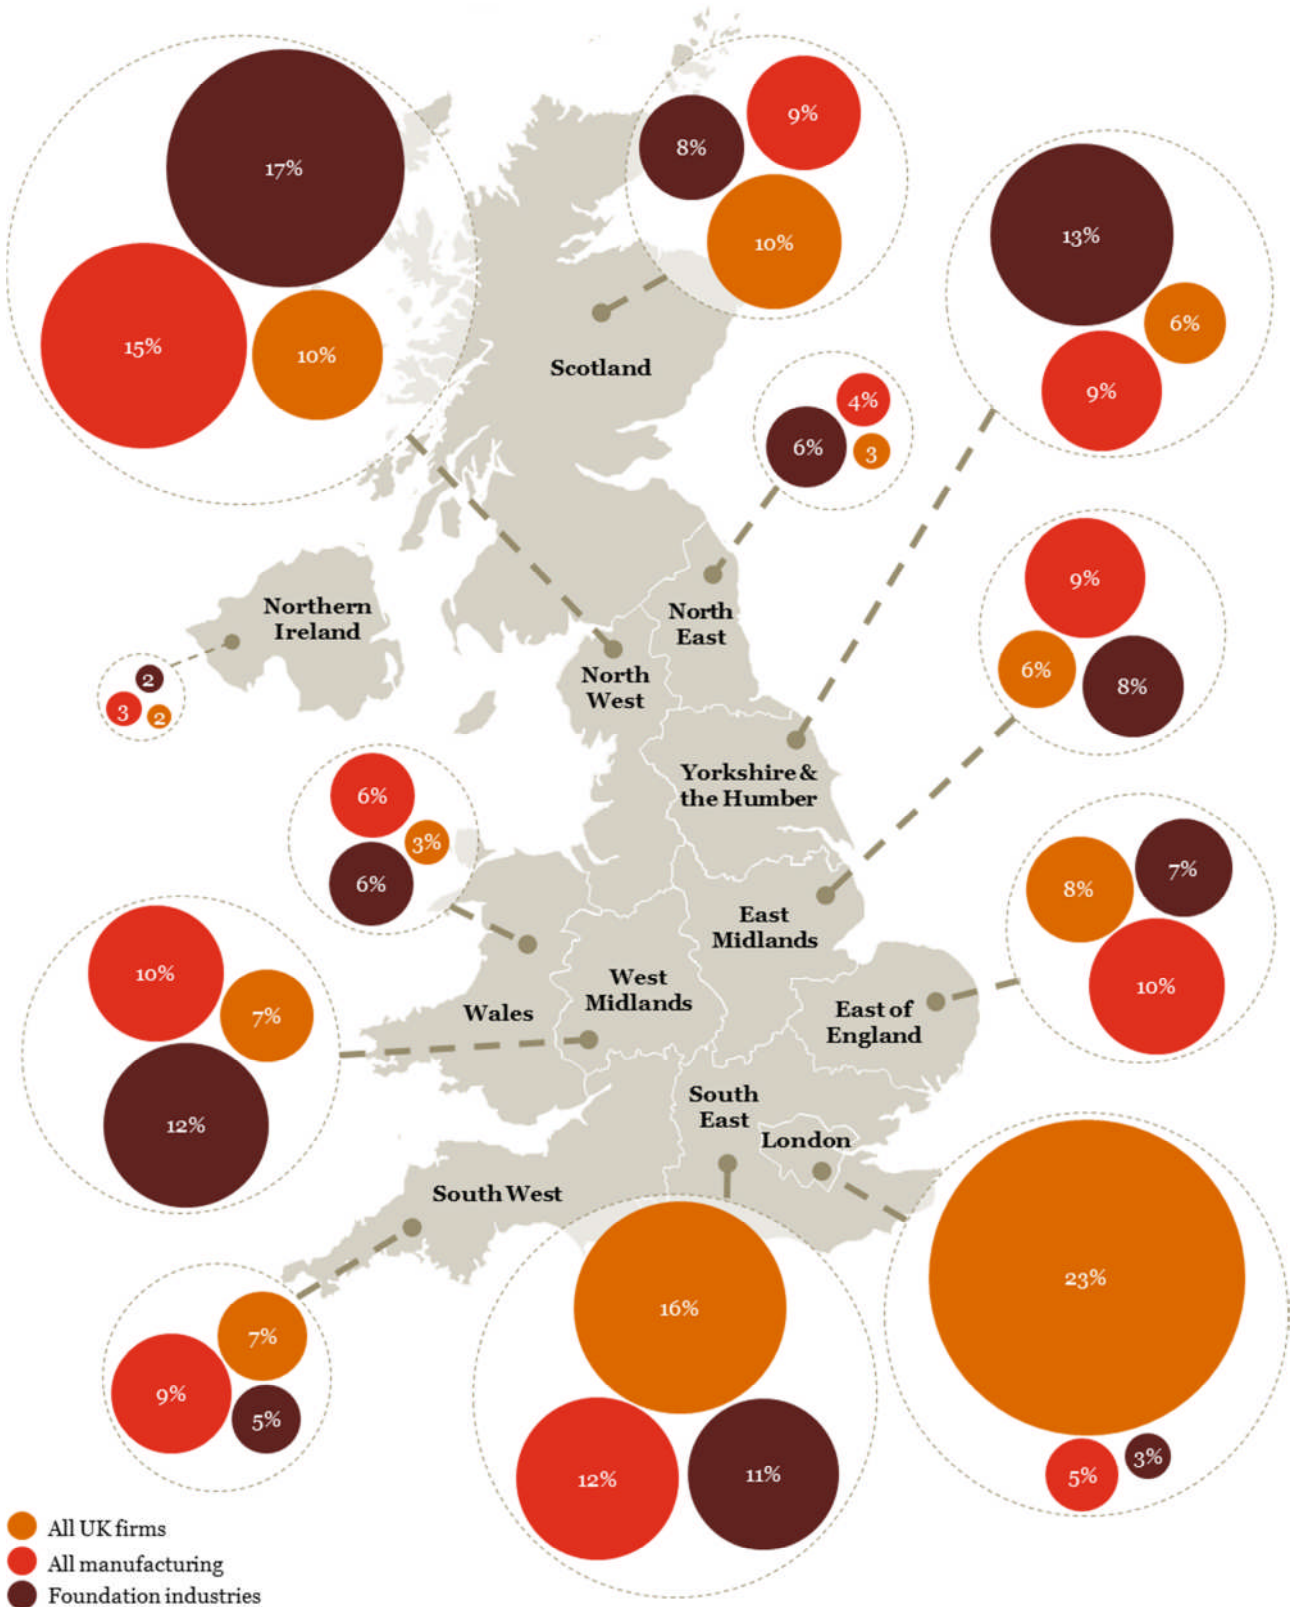 17%
15%
10%
8%
9%
10%
Scotland
13%
6%
9%
4%
6%
3
Northern
Ireland
2
3
2
North
East
North
West
9%
6%
8%
6%
3%
6%
Yorkshire &
the Humber
8%
7%
10%
East
Midlands
10%
7%
12%
West
Midlands
Wales
East of
England
South
East
London
South West
7%
9%
5%
16%
12%
11%
23%
5%
3%
All UK firms
All manufacturing
Foundation industries